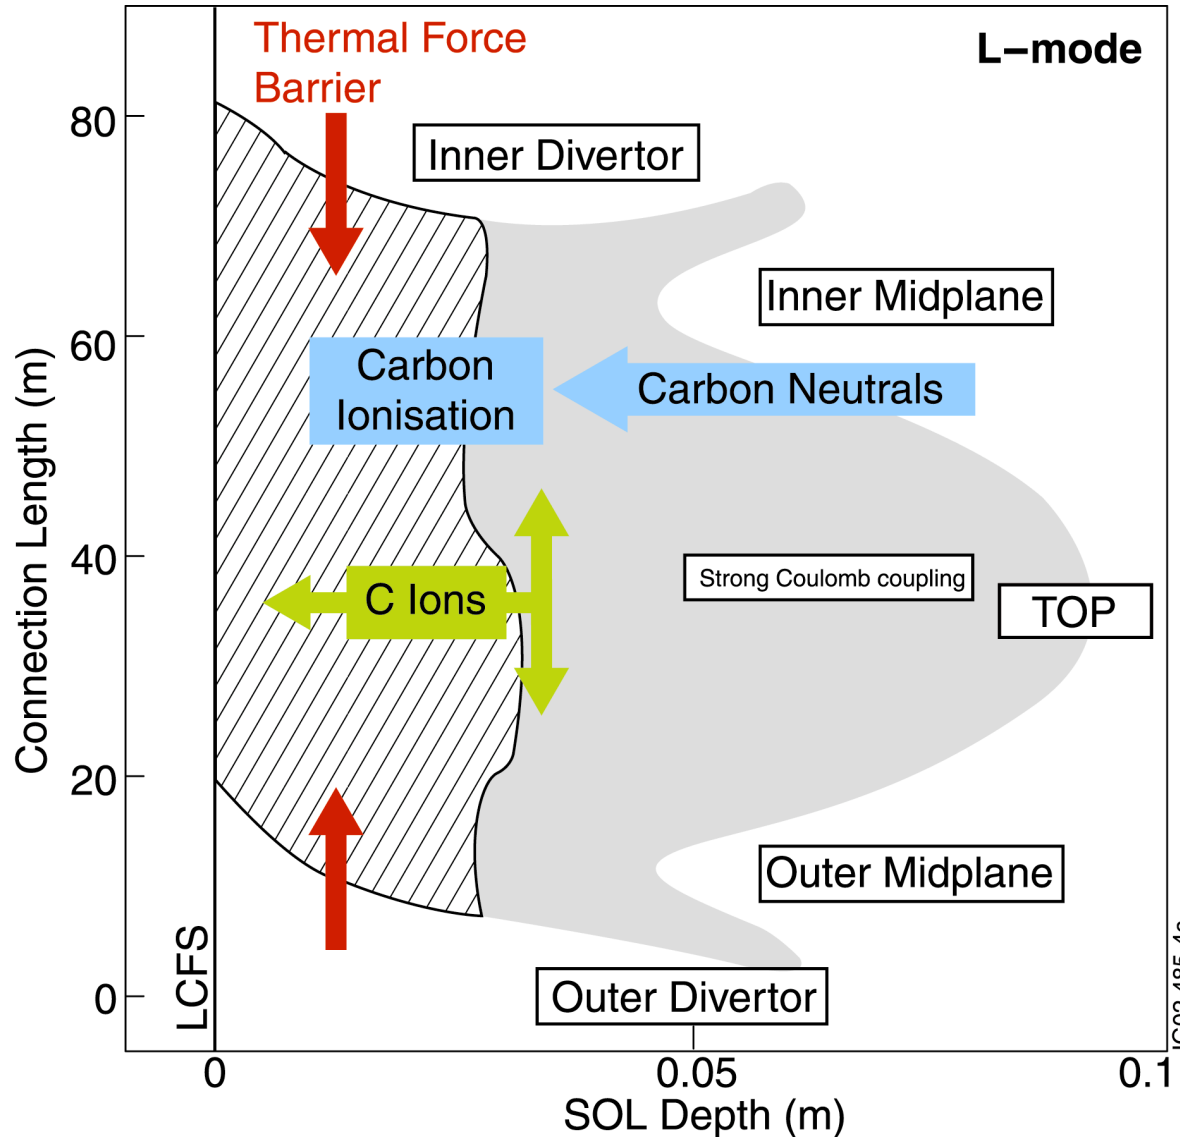 Thermal Force
Barrier
L−mode
80
Inner Divertor
Inner Midplane
60
Carbon
Ionisation
Carbon Neutrals
Connection Length (m)
40
Strong Coulomb coupling
C Ions
TOP
20
Outer Midplane
LCFS
0
Outer Divertor
0
0.05
0.1
SOL Depth (m)